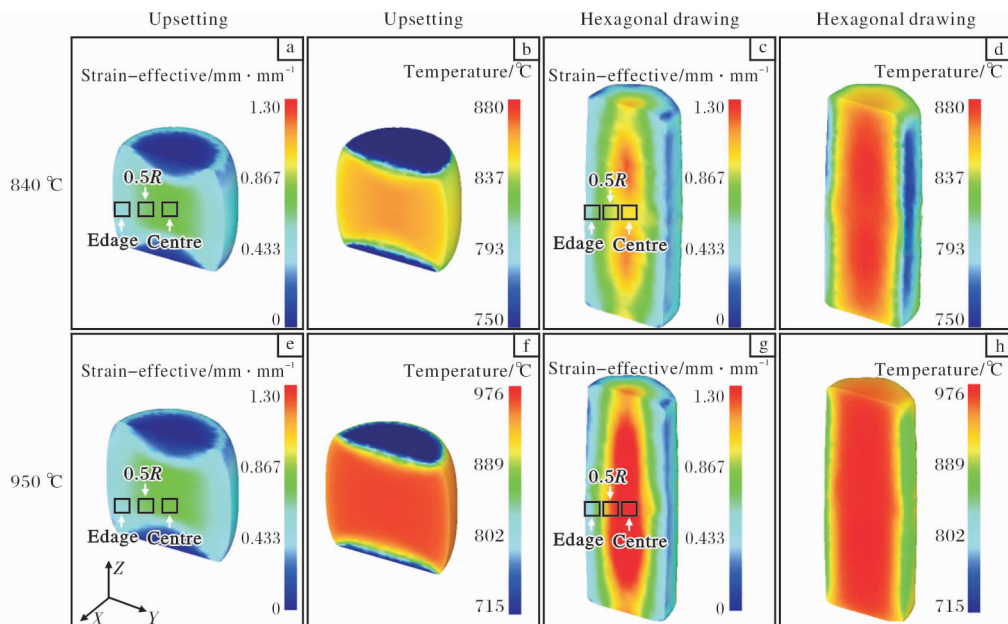 Upsetting
Upsetting
Hexagonal drawing
Hexagonal drawing
840 ℃
a
Strain-effective/mm·mm⁻¹
1.30
0.867
0.433
0
0.5R
Edage
Centre
b
Temperature/℃
880
837
793
750
c
Strain-effective/mm·mm⁻¹
1.30
0.867
0.433
0
0.5R
Edage
Centre
d
Temperature/℃
880
837
793
750
950 ℃
e
Strain-effective/mm·mm⁻¹
1.30
0.867
0.433
0
0.5R
Edage
Centre
Z
X
Y
f
Temperature/℃
976
889
802
715
g
Strain-effective/mm·mm⁻¹
1.30
0.867
0.433
0
0.5R
Edage
Centre
h
Temperature/℃
976
889
802
715